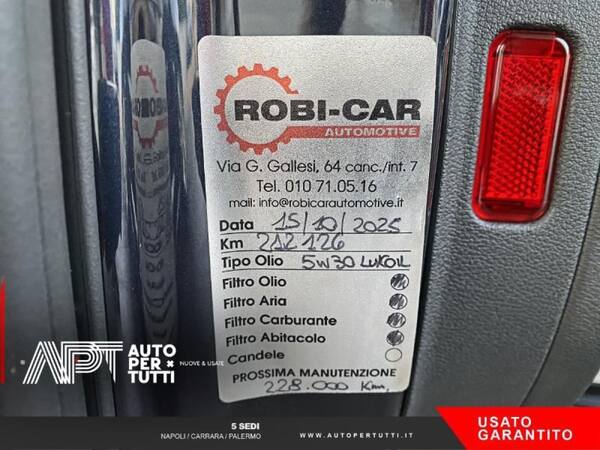 ROBI-CAR
AUTOMOTIVE
Via G. Gallesi, 64 canc./int. 7
Tel. 010 71.05.16
mail: info@robicarautomotive.it
Data 15/10/2025
Km 212126
Tipo Olio 5W30 LUKOIL
Filtro Olio
Filtro Aria
Filtro Carburante
Filtro Abitacolo
Candele
PROSSIMA MANUTENZIONE
228.000 Km,
APT AUTO PER TUTTI
NUOVE & USATE
5 SEDI
NAPOLI / CARRARA / PALERMO
WWW.AUTOPERTUTTI.IT
USATO
GARANTITO